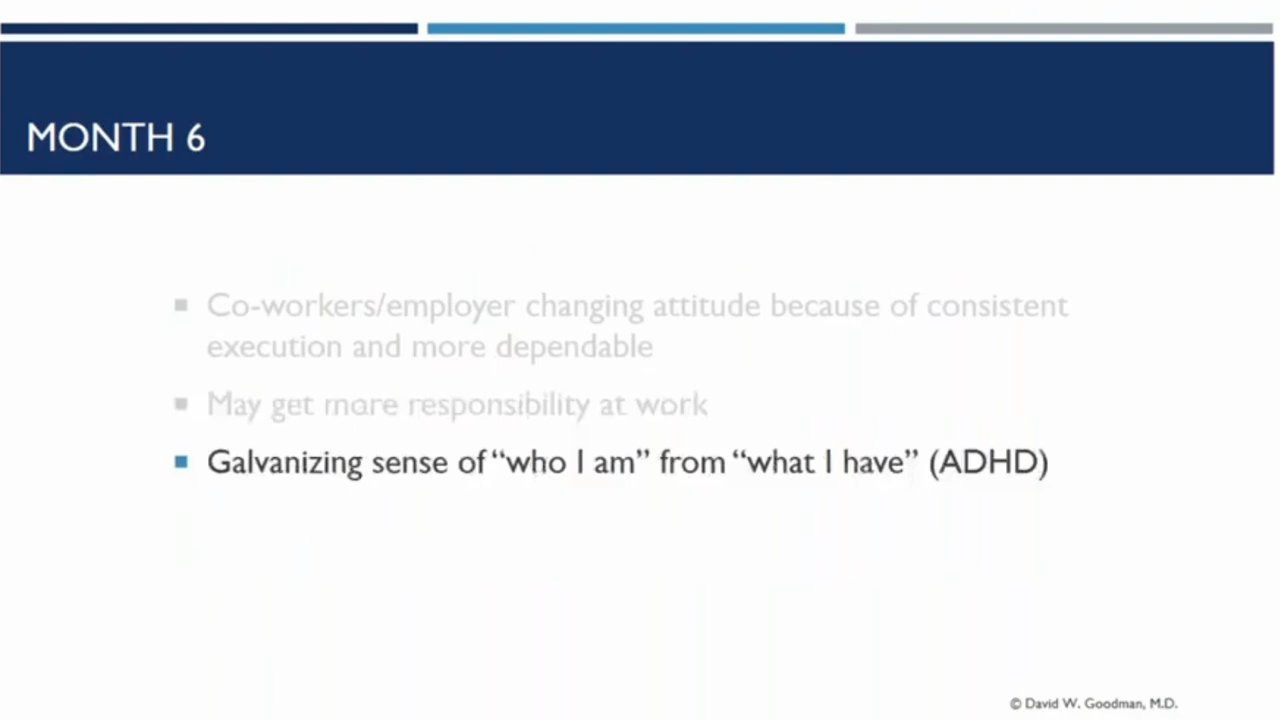 MONTH 6
Co-workers/employer changing attitude because of consistent
execution and more dependable
May get more responsibility at work
Galvanizing sense of “who I am” from “what I have” (ADHD)
© David W. Goodman, M.D.